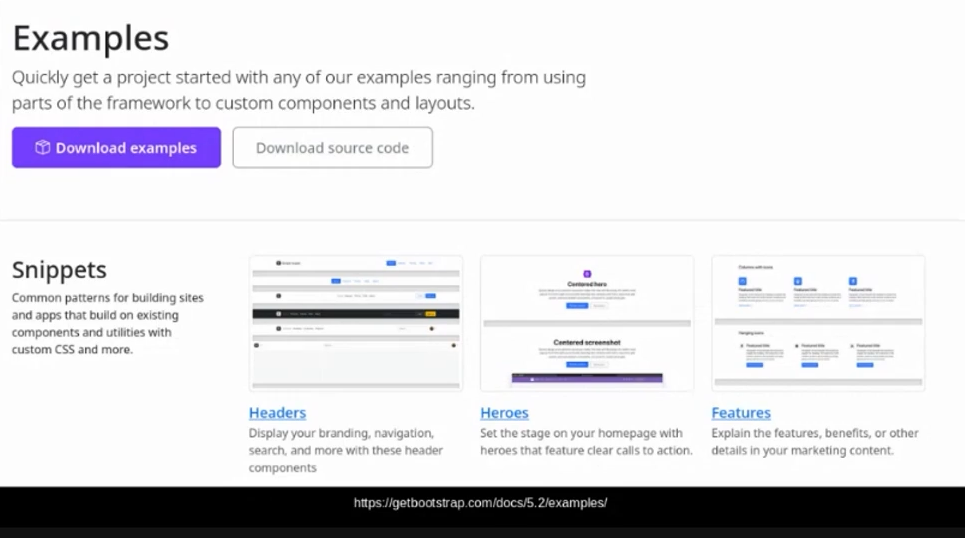 Examples
Quickly get a project started with any of our examples ranging from using
parts of the framework to custom components and layouts.
Download examples
Download source code
Snippets
Common patterns for building sites
and apps that build on existing
components and utilities with
custom CSS and more.
Centered hero
Centered screenshot
Columns with icons
Featured title
Featured title
Featured title
Hanging icons
Featured title
Featured title
Featured title
Headers
Display your branding, navigation,
search, and more with these header
components
Heroes
Set the stage on your homepage with
heroes that feature clear calls to action.
Features
Explain the features, benefits, or other
details in your marketing content.
https://getbootstrap.com/docs/5.2/examples/